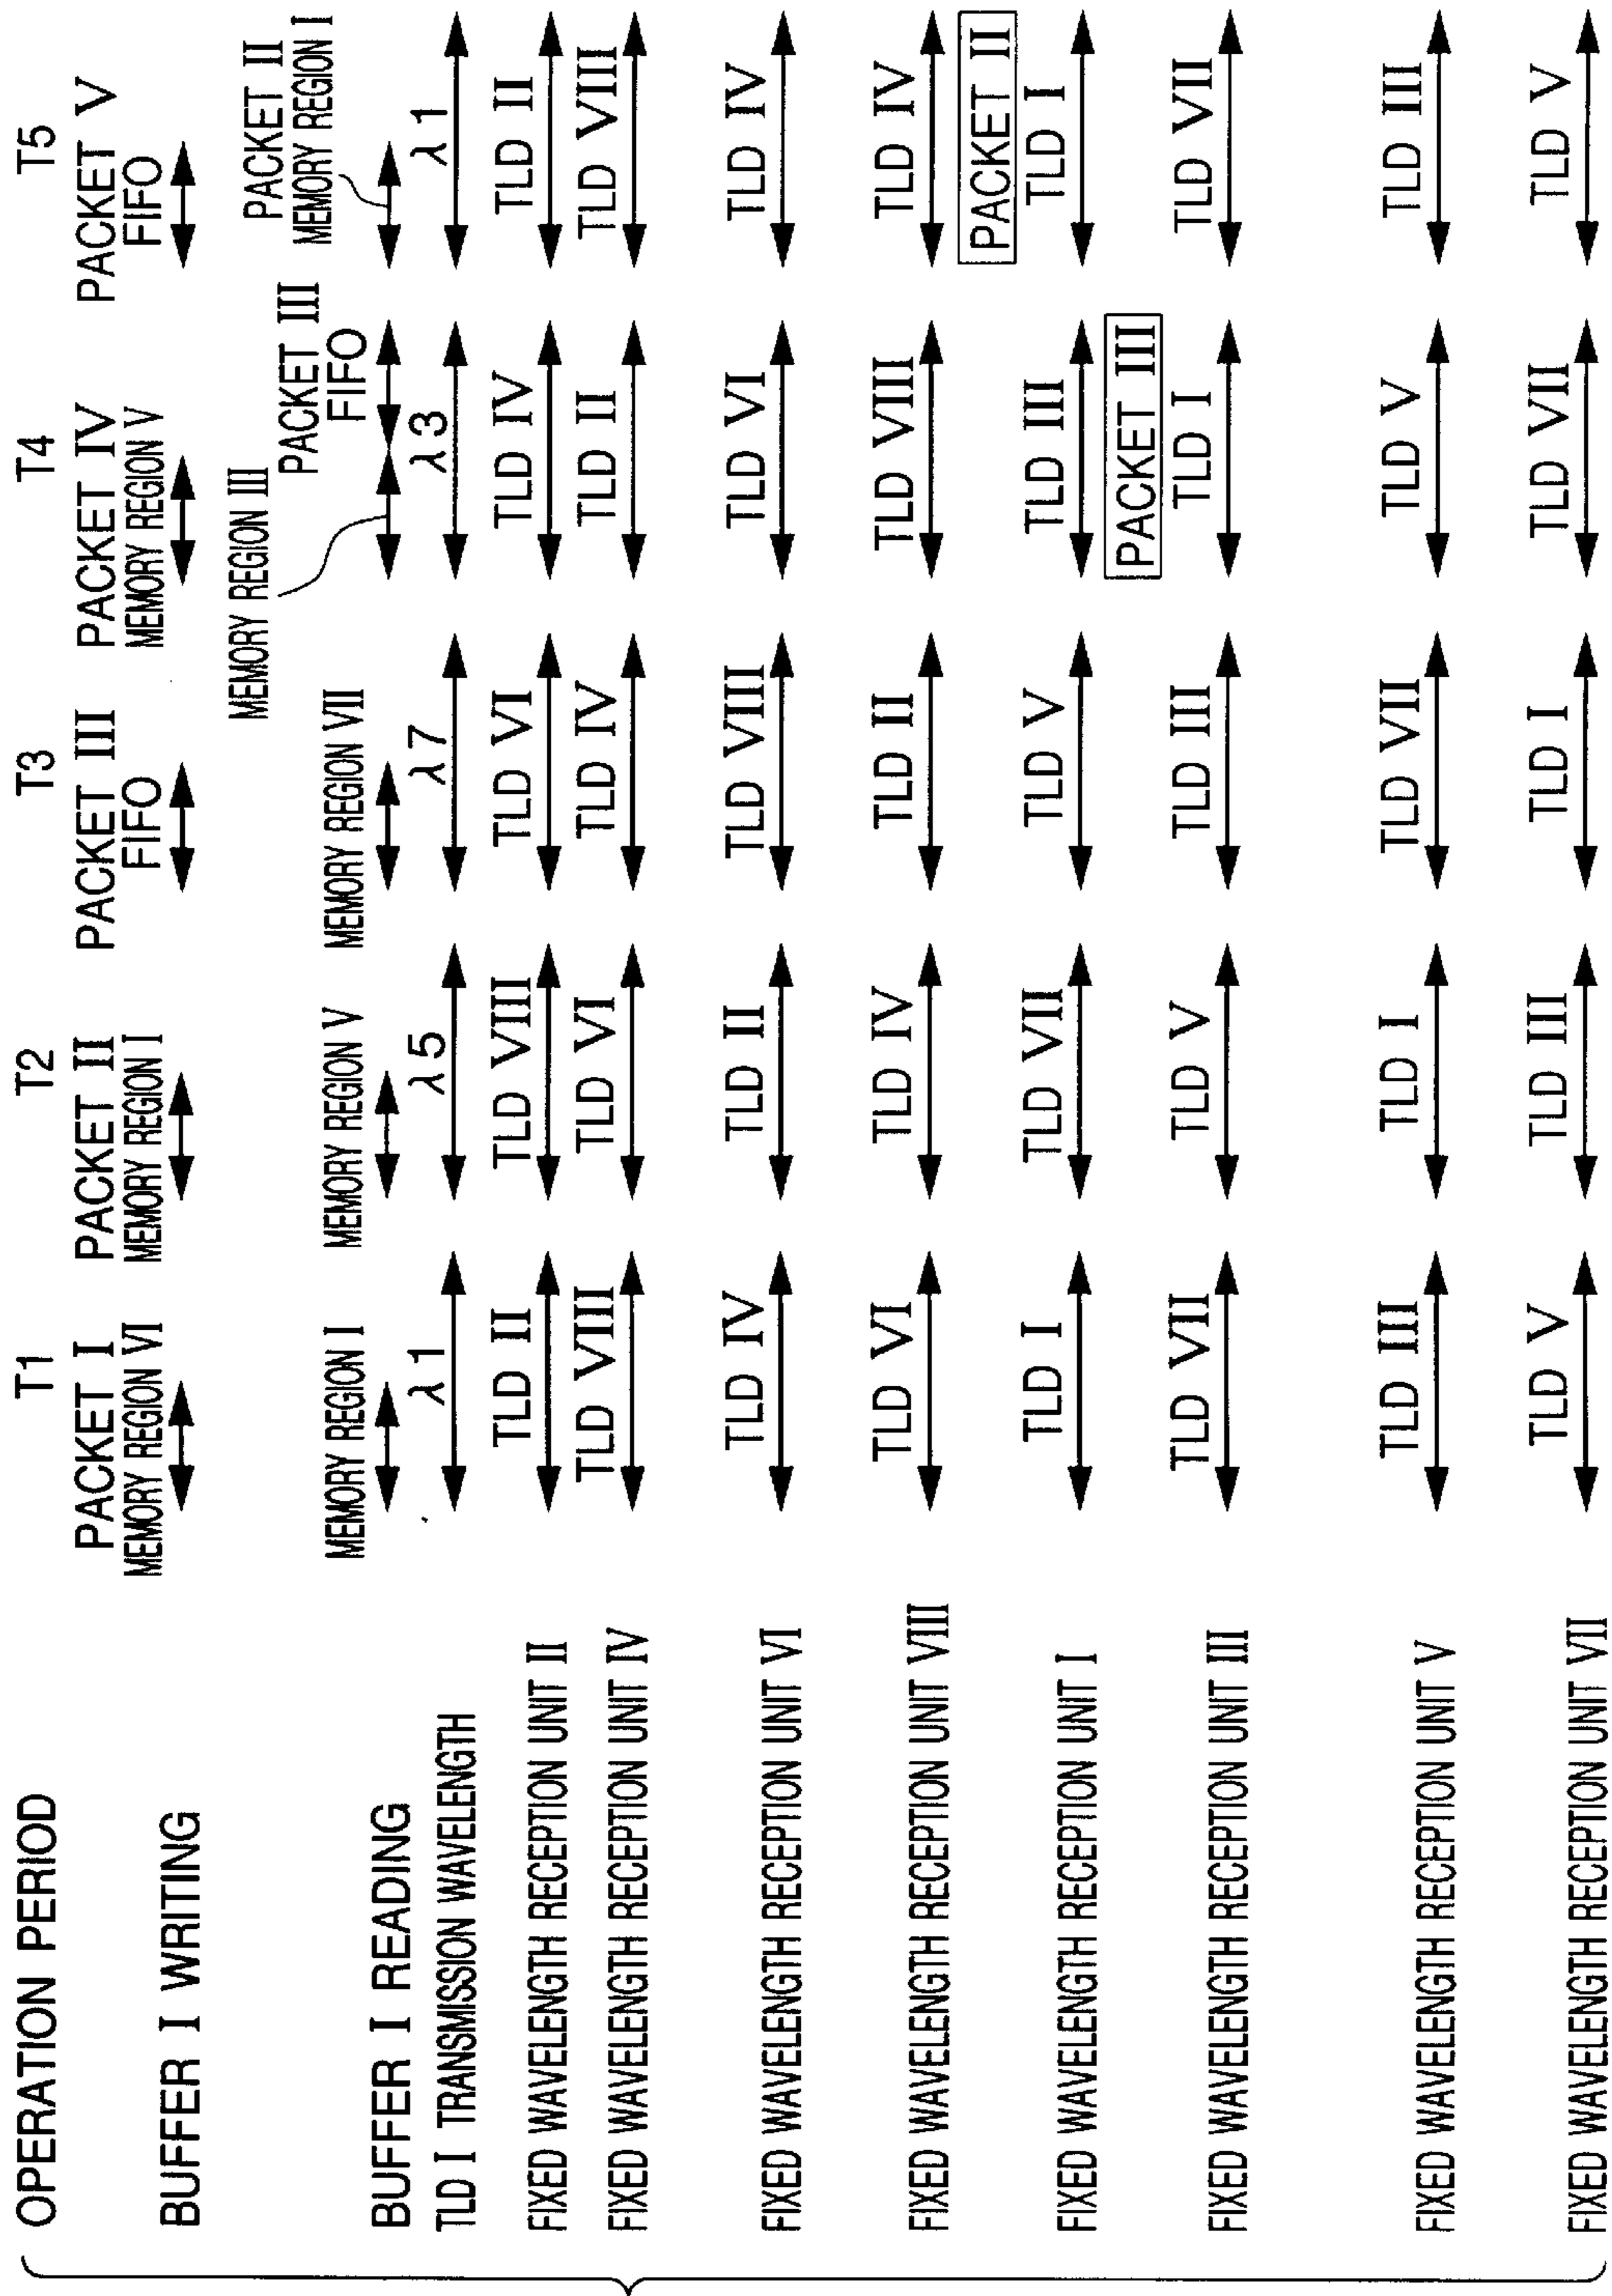 OPERATION PERIOD T1 T2 T3 T4 T5
BUFFER I WRITING
PACKET I PACKET II PACKET III PACKET IV PACKET V
MEMORY REGION VI MEMORY REGION I FIFO MEMORY REGION V FIFO
BUFFER I READING
MEMORY REGION I MEMORY REGION V MEMORY REGION VII MEMORY REGION III PACKET III FIFO PACKET II MEMORY REGION I
TLD I TRANSMISSION WAVELENGTH λ1 λ5 λ7 λ3 λ1
FIXED WAVELENGTH RECEPTION UNIT II TLD II TLD VIII TLD VI TLD IV TLD II
FIXED WAVELENGTH RECEPTION UNIT IV TLD VIII TLD VI TLD IV TLD II TLD VIII
FIXED WAVELENGTH RECEPTION UNIT VI TLD IV TLD II TLD VIII TLD VI TLD IV
FIXED WAVELENGTH RECEPTION UNIT VIII TLD VI TLD IV TLD II TLD VIII TLD IV
PACKET II
FIXED WAVELENGTH RECEPTION UNIT I TLD I TLD VII TLD V TLD III TLD I
PACKET III
FIXED WAVELENGTH RECEPTION UNIT III TLD VII TLD V TLD III TLD I TLD VII
FIXED WAVELENGTH RECEPTION UNIT V TLD III TLD I TLD VII TLD V TLD III
FIXED WAVELENGTH RECEPTION UNIT VII TLD V TLD III TLD I TLD VII TLD V